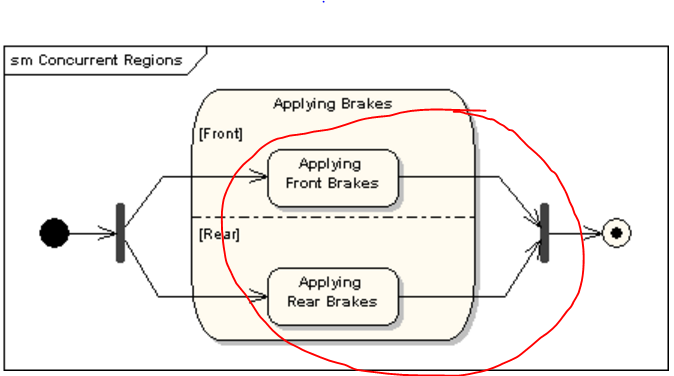 sm Concurrent Regions
Applying Brakes
[Front]
Applying
Front Brakes
[Rear]
Applying
Rear Brakes